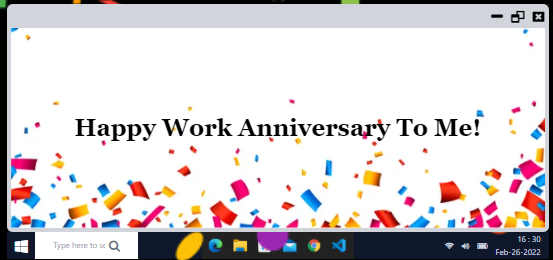 Happy Work Anniversary To Me!
Type here to se
16 : 30
Feb-26-2022